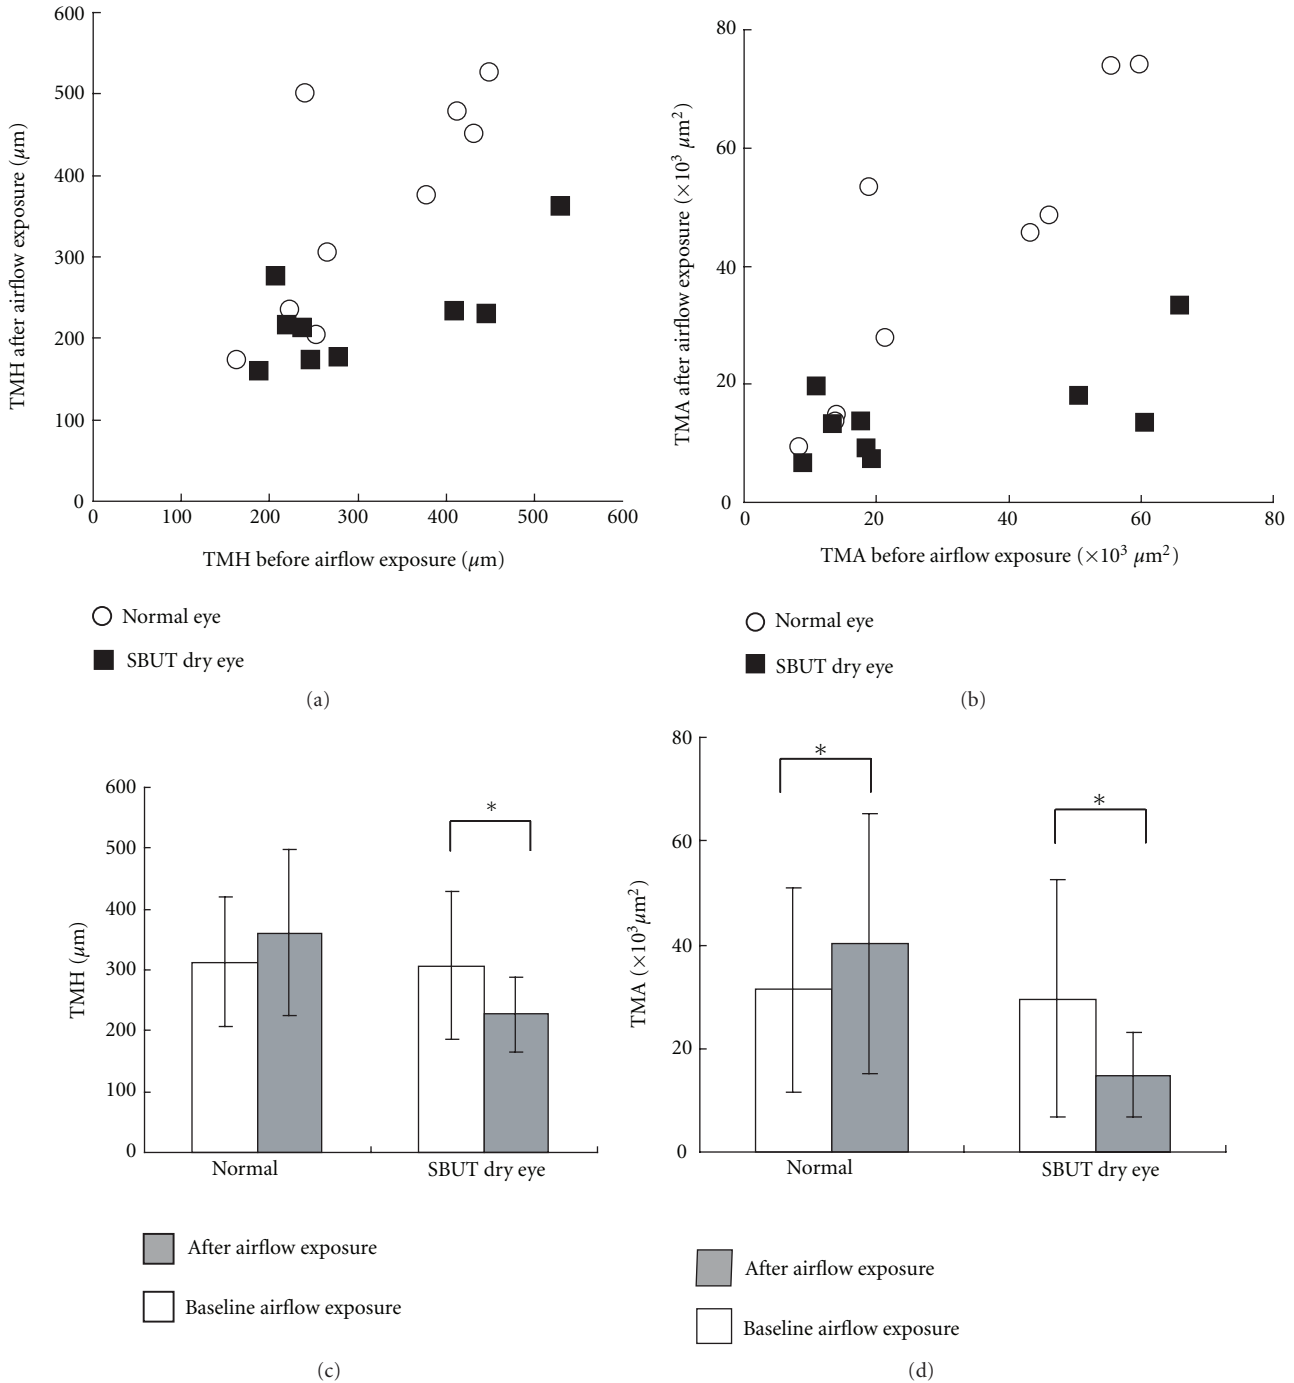 600
500
400
300
200
100
0
0 100 200 300 400 500 600
TMH after airflow exposure (μm)
TMH before airflow exposure (μm)
Normal eye
SBUT dry eye
(a)
80
60
40
20
0
0 20 40 60 80
TMA after airflow exposure (×10³ μm²)
TMA before airflow exposure (×10³ μm²)
Normal eye
SBUT dry eye
(b)
600
500
400
300
200
100
0
TMH (μm)
*
Normal SBUT dry eye
After airflow exposure
Baseline airflow exposure
(c)
80
60
40
20
0
TMA (×10³μm²)
*
*
Normal SBUT dry eye
After airflow exposure
Baseline airflow exposure
(d)